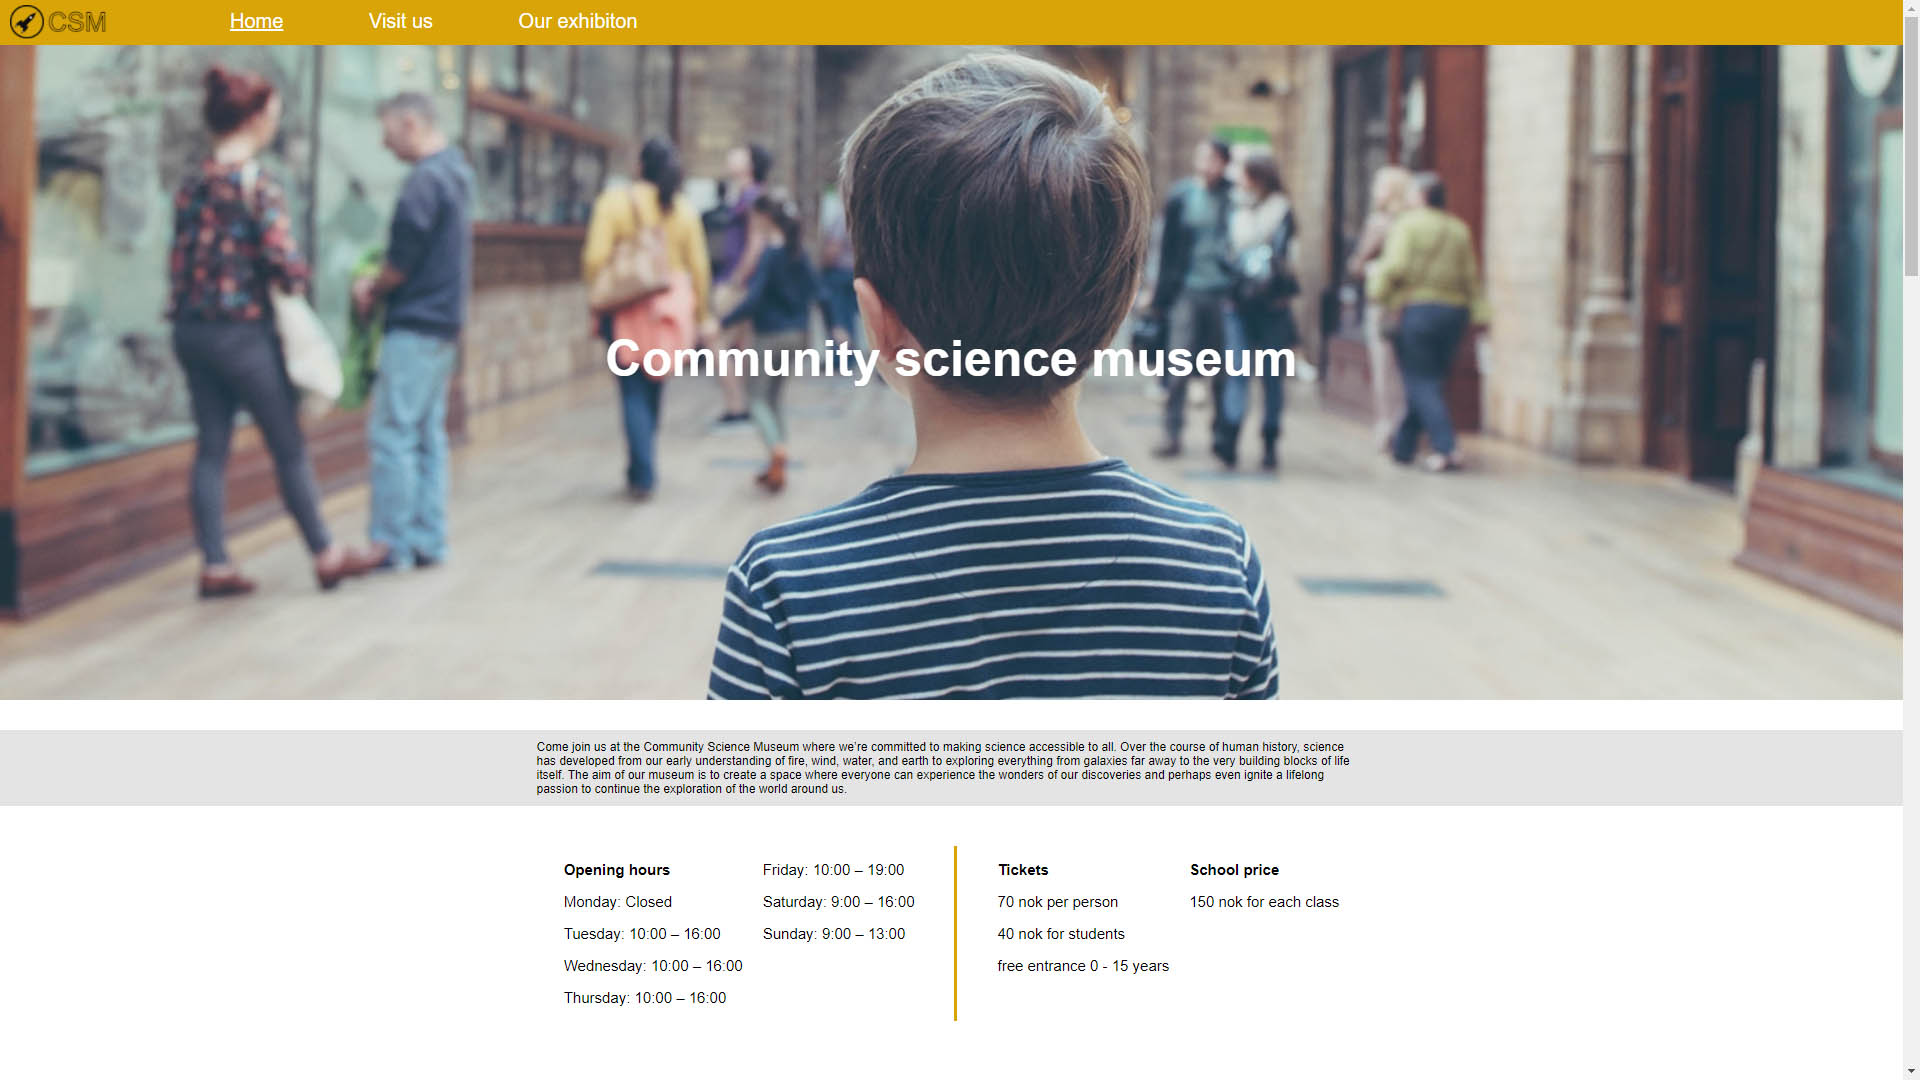 CSM
Home
Visit us
Our exhibiton
Community science museum
Come join us at the Community Science Museum where we’re committed to making science accessible to all. Over the course of human history, science
has developed from our early understanding of fire, wind, water, and earth to exploring everything from galaxies far away to the very building blocks of life
itself. The aim of our museum is to create a space where everyone can experience the wonders of our discoveries and perhaps even ignite a lifelong
passion to continue the exploration of the world around us.
Opening hours
Monday: Closed
Tuesday: 10:00 – 16:00
Wednesday: 10:00 – 16:00
Thursday: 10:00 – 16:00
Friday: 10:00 – 19:00
Saturday: 9:00 – 16:00
Sunday: 9:00 – 13:00
Tickets
70 nok per person
40 nok for students
free entrance 0 - 15 years
School price
150 nok for each class